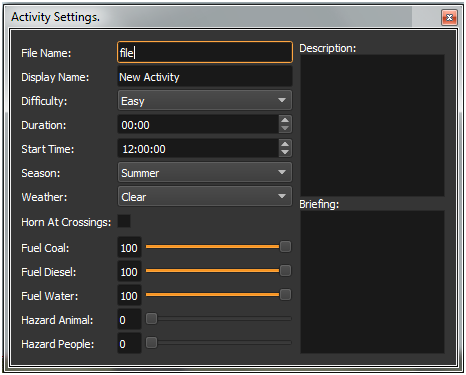 Activity Settings.
File Name: file
Display Name: New Activity
Difficulty: Easy
Duration: 00:00
Start Time: 12:00:00
Season: Summer
Weather: Clear
Horn At Crossings:
Fuel Coal: 100
Fuel Diesel: 100
Fuel Water: 100
Hazard Animal: 0
Hazard People: 0
Description:
Briefing: